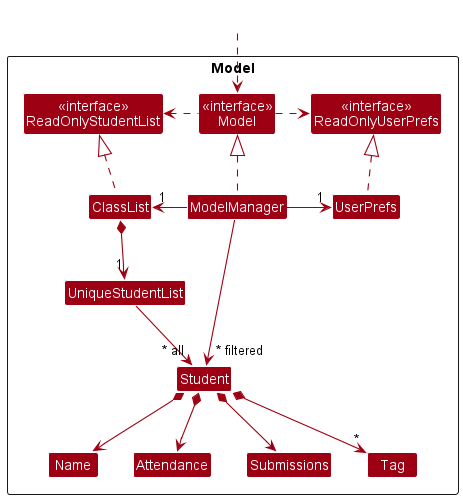 Model
«interface»
ReadOnlyStudentList
«interface»
Model
«interface»
ReadOnlyUserPrefs
ClassList
1
ModelManager
1
UserPrefs
1
UniqueStudentList
* all
* filtered
Student
*
Name
Attendance
Submissions
Tag